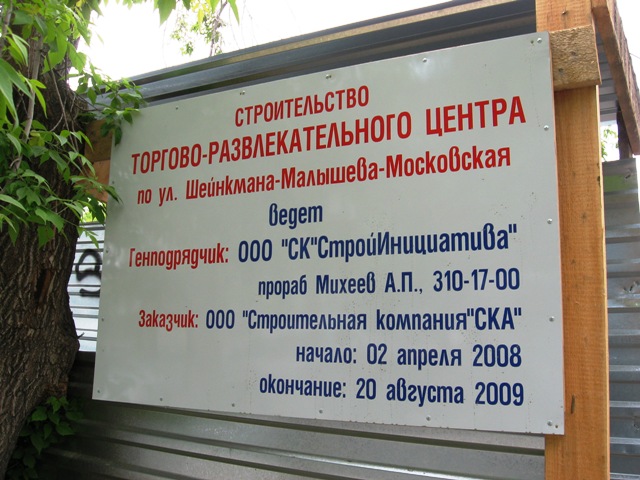 СТРОИТЕЛЬСТВО
ТОРГОВО-РАЗВЛЕКАТЕЛЬНОГО ЦЕНТРА
по ул. Шейнкмана-Малышева-Московская
ведет
Генподрядчик: ООО "СК"СтройИнициатива"
прораб Михеев А.П., 310-17-00
Заказчик: ООО "Строительная компания"СКА"
начало: 02 апреля 2008
окончание: 20 августа 2009